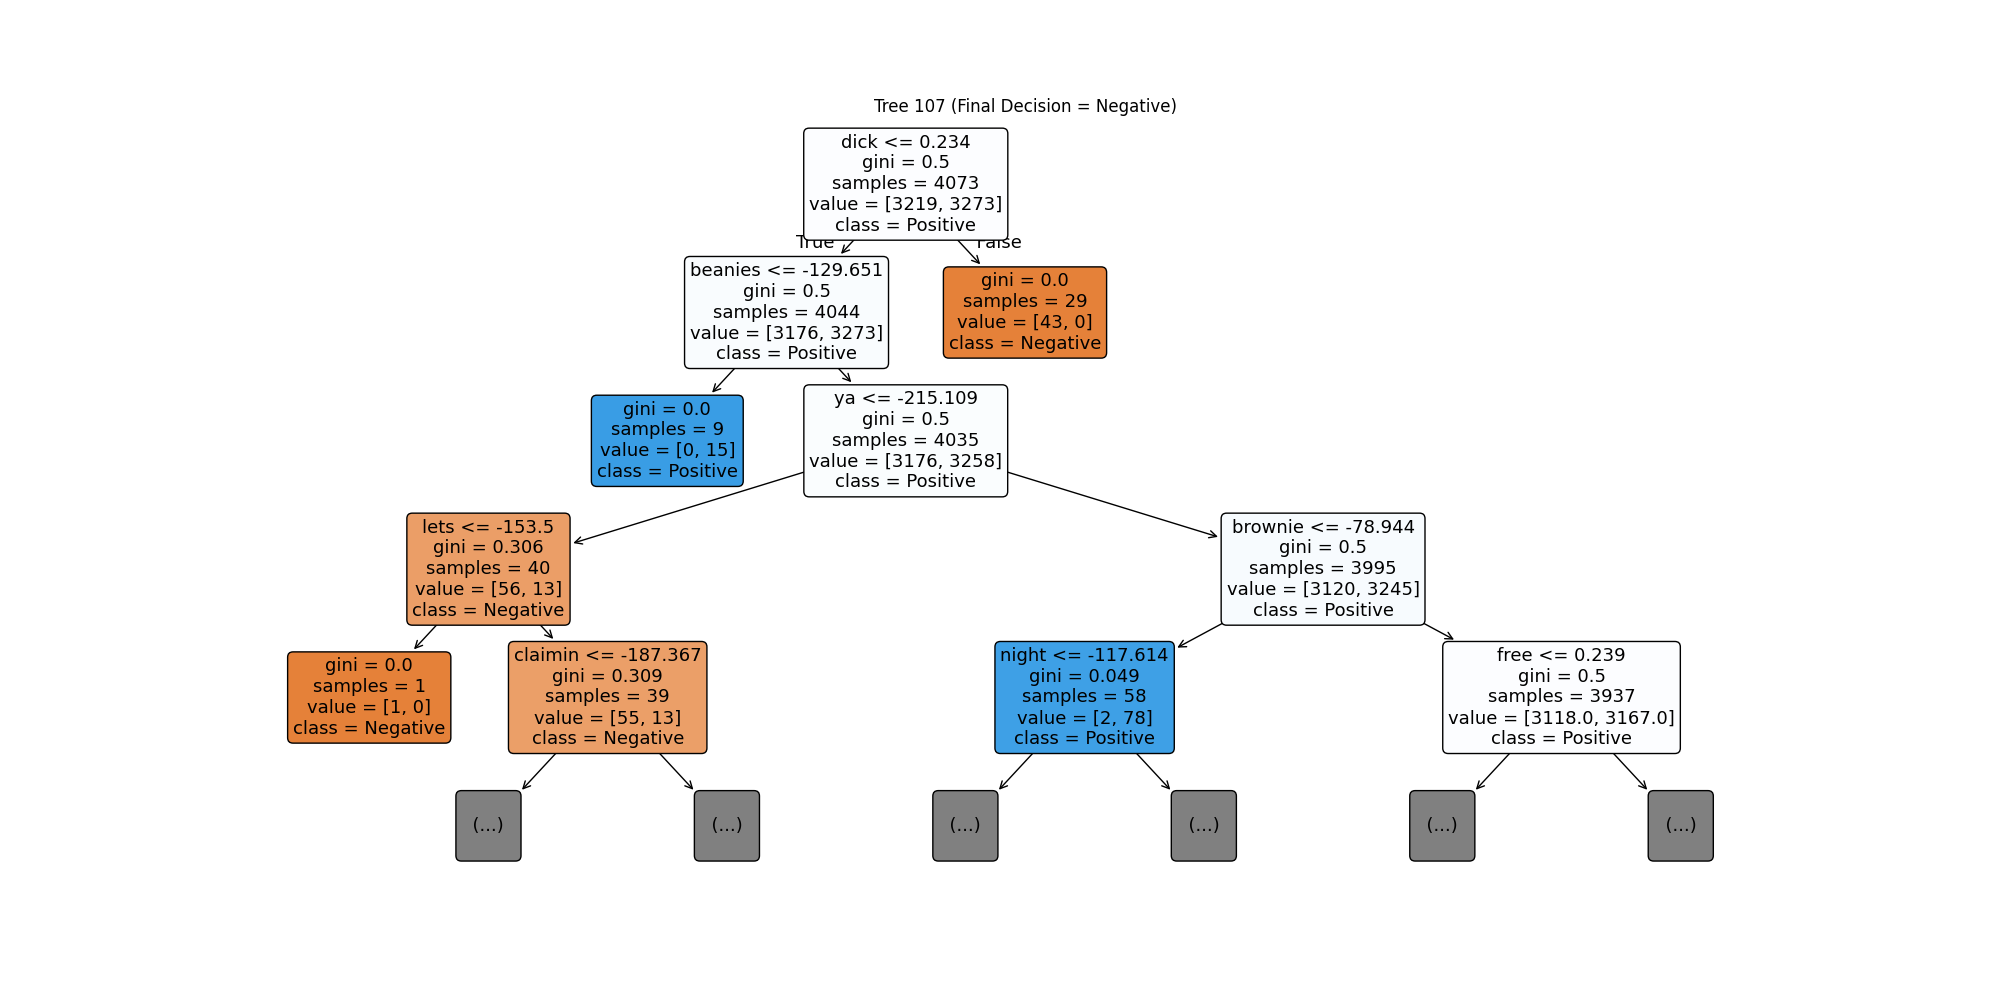 Tree 107 (Final Decision = Negative)
dick <= 0.234
gini = 0.5
samples = 4073
value = [3219, 3273]
class = Positive
True
False
beanies <= -129.651
gini = 0.5
samples = 4044
value = [3176, 3273]
class = Positive
gini = 0.0
samples = 29
value = [43, 0]
class = Negative
gini = 0.0
samples = 9
value = [0, 15]
class = Positive
ya <= -215.109
gini = 0.5
samples = 4035
value = [3176, 3258]
class = Positive
lets <= -153.5
gini = 0.306
samples = 40
value = [56, 13]
class = Negative
brownie <= -78.944
gini = 0.5
samples = 3995
value = [3120, 3245]
class = Positive
gini = 0.0
samples = 1
value = [1, 0]
class = Negative
claimin <= -187.367
gini = 0.309
samples = 39
value = [55, 13]
class = Negative
night <= -117.614
gini = 0.049
samples = 58
value = [2, 78]
class = Positive
free <= 0.239
gini = 0.5
samples = 3937
value = [3118.0, 3167.0]
class = Positive
(...)
(...)
(...)
(...)
(...)
(...)